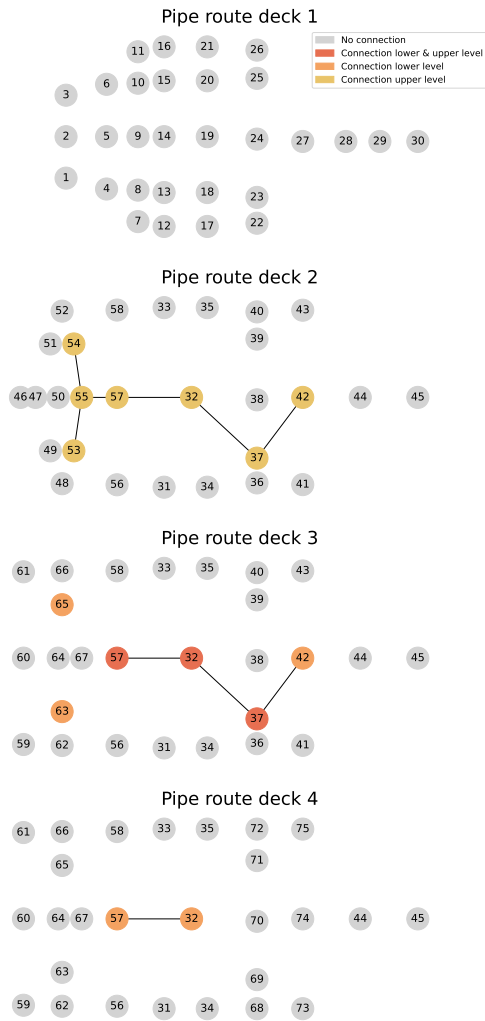 Pipe route deck 1
No connection
Connection lower & upper level
Connection lower level
Connection upper level
11 16 21 26
6 10 15 20 25
3
2 5 9 14 19 24 27 28 29 30
1
4 8 13 18 23
7 12 17 22
Pipe route deck 2
52 58 33 35 40 43
51 54 39
46 47 50 55 57 32 38 42 44 45
49 53 37
48 56 31 34 36 41
Pipe route deck 3
61 66 58 33 35 40 43
65 39
60 64 67 57 32 38 42 44 45
63 37
59 62 56 31 34 36 41
Pipe route deck 4
61 66 58 33 35 72 75
65 71
60 64 67 57 32 70 74 44 45
63 69
59 62 56 31 34 68 73